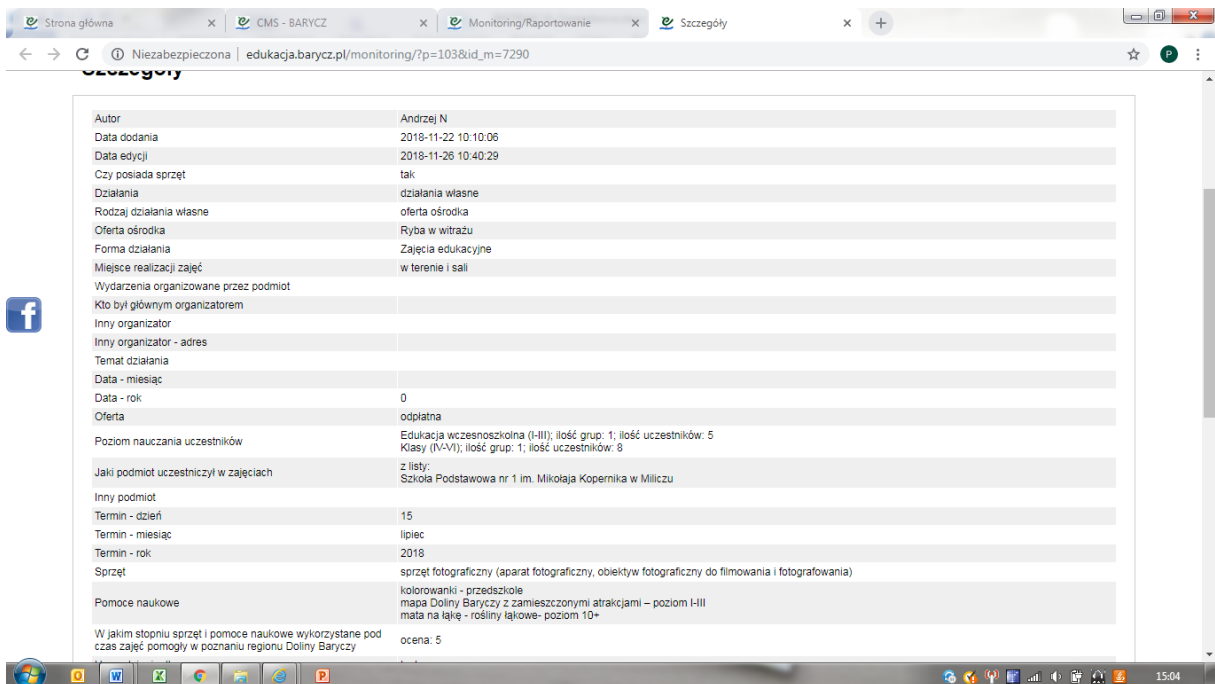 Strona główna
CMS - BARYCZ
Monitoring/Raportowanie
Szczegóły
Niezabezpieczona | edukacja.barycz.pl/monitoring/?p=103&id_m=7290
P
Szczegóły
Autor Andrzej N
Data dodania 2018-11-22 10:10:06
Data edycji 2018-11-26 10:40:29
Czy posiada sprzęt tak
Działania działania własne
Rodzaj działania własne oferta ośrodka
Oferta ośrodka Ryba w witrażu
Forma działania Zajęcia edukacyjne
Miejsce realizacji zajęć w terenie i sali
Wydarzenia organizowane przez podmiot
Kto był głównym organizatorem
Inny organizator
Inny organizator - adres
Temat działania
Data - miesiąc
Data - rok 0
Oferta odpłatna
Poziom nauczania uczestników Edukacja wczesnoszkolna (I-III); ilość grup: 1; ilość uczestników: 5
Klasy (IV-VI); ilość grup: 1; ilość uczestników: 8
Jaki podmiot uczestniczył w zajęciach z listy:
Szkoła Podstawowa nr 1 im. Mikołaja Kopernika w Miliczu
Inny podmiot
Termin - dzień 15
Termin - miesiąc lipiec
Termin - rok 2018
Sprzęt sprzęt fotograficzny (aparat fotograficzny, obiektyw fotograficzny do filmowania i fotografowania)
Pomoce naukowe kolorowanki - przedszkole
mapa Doliny Baryczy z zamieszczonymi atrakcjami – poziom I-III
mata na łąkę - rośliny łąkowe- poziom 10+
W jakim stopniu sprzęt i pomoce naukowe wykorzystane pod
czas zajęć pomogły w poznaniu regionu Doliny Baryczy ocena: 5
15:04